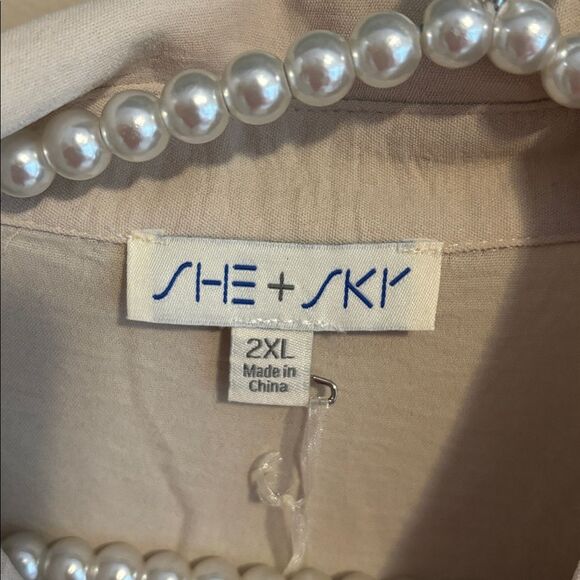 SHE + SKY
2XL
Made in
China